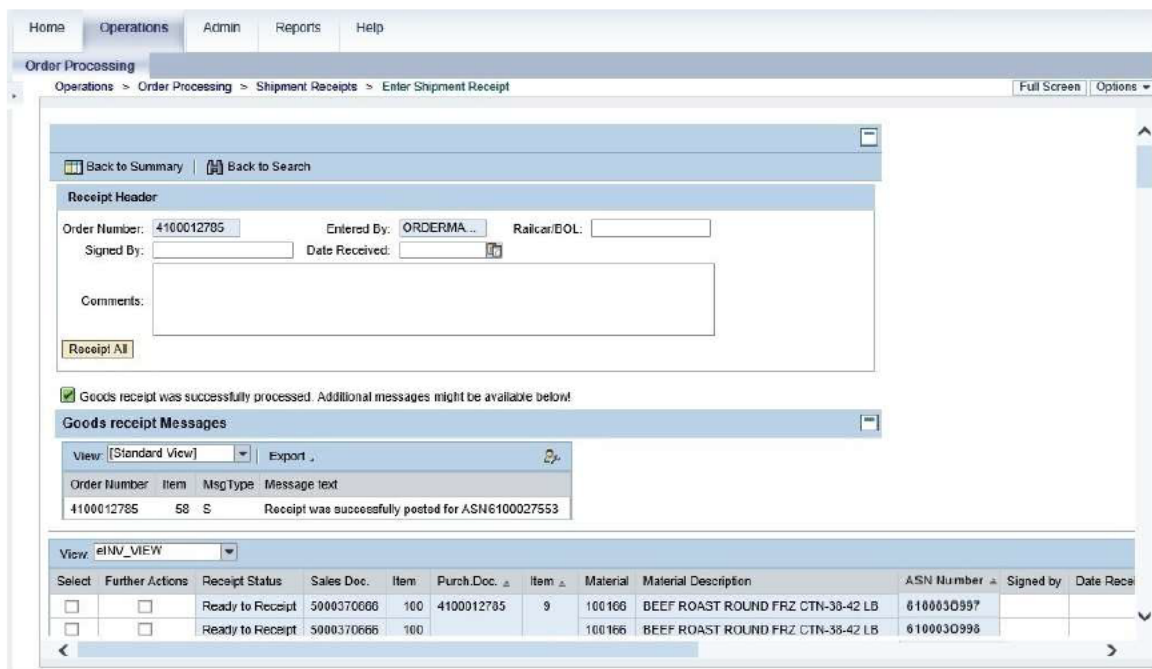 Home Operations Admin Reports Help
Order Processing
Operations > Order Processing > Shipment Receipts > Enter Shipment Receipt Full Screen Options
Back to Summary | Back to Search
Receipt Header
Order Number: 4100012785 Entered By: ORDERMA... Railcar/BOL:
Signed By: Date Received:
Comments:
Receipt All
Goods receipt was successfully processed. Additional messages might be available below!
Goods receipt Messages
View: [Standard View] Export
Order Number Item MsgType Message text
4100012785 58 S Receipt was successfully posted for ASN6100027553
View: eINV_VIEW
Select Further Actions Receipt Status Sales Doc. Item Purch.Doc. Item Material Material Description ASN Number Signed by Date Recei
Ready to Receipt 5000370666 100 4100012785 9 100166 BEEF ROAST ROUND FRZ CTN-38-42 LB 6100030997
Ready to Receipt 5000370666 100 100166 BEEF ROAST ROUND FRZ CTN-38-42 LB 6100030998